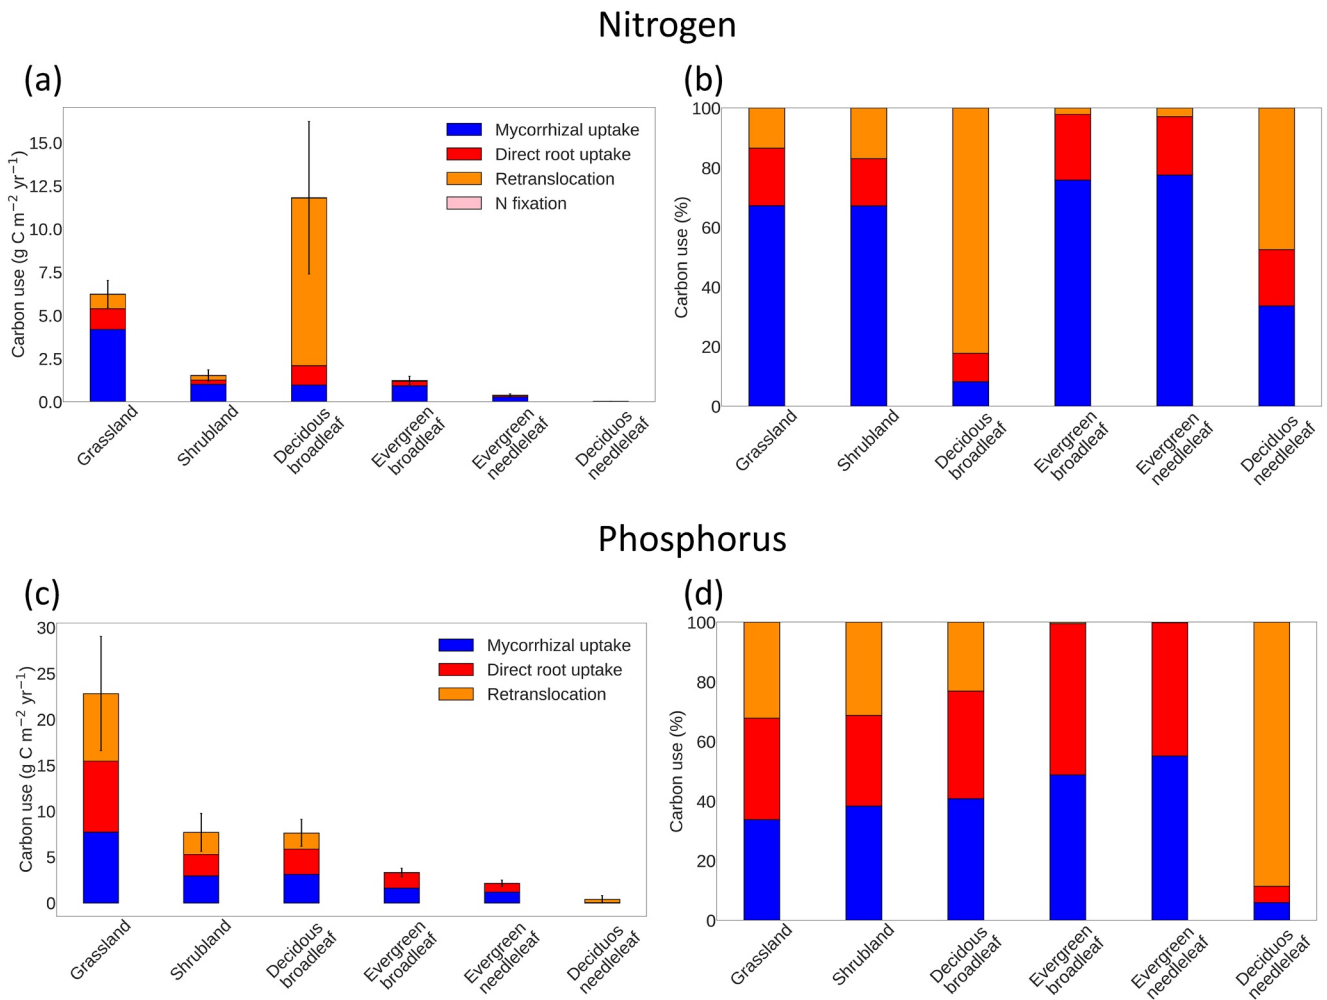 Nitrogen
(a)
Carbon use (g C m−2 yr−1)
15.0
12.5
10.0
7.5
5.0
2.5
0.0
Mycorrhizal uptake
Direct root uptake
Retranslocation
N fixation
Grassland
Shrubland
Decidous
broadleaf
Evergreen
broadleaf
Evergreen
needleleaf
Deciduos
needleleaf
(b)
Carbon use (%)
100
80
60
40
20
0
Grassland
Shrubland
Decidous
broadleaf
Evergreen
broadleaf
Evergreen
needleleaf
Deciduos
needleleaf
Phosphorus
(c)
Carbon use (g C m−2 yr−1)
30
25
20
15
10
5
0
Mycorrhizal uptake
Direct root uptake
Retranslocation
Grassland
Shrubland
Decidous
broadleaf
Evergreen
broadleaf
Evergreen
needleleaf
Deciduos
needleleaf
(d)
Carbon use (%)
100
80
60
40
20
0
Grassland
Shrubland
Decidous
broadleaf
Evergreen
broadleaf
Evergreen
needleleaf
Deciduos
needleleaf